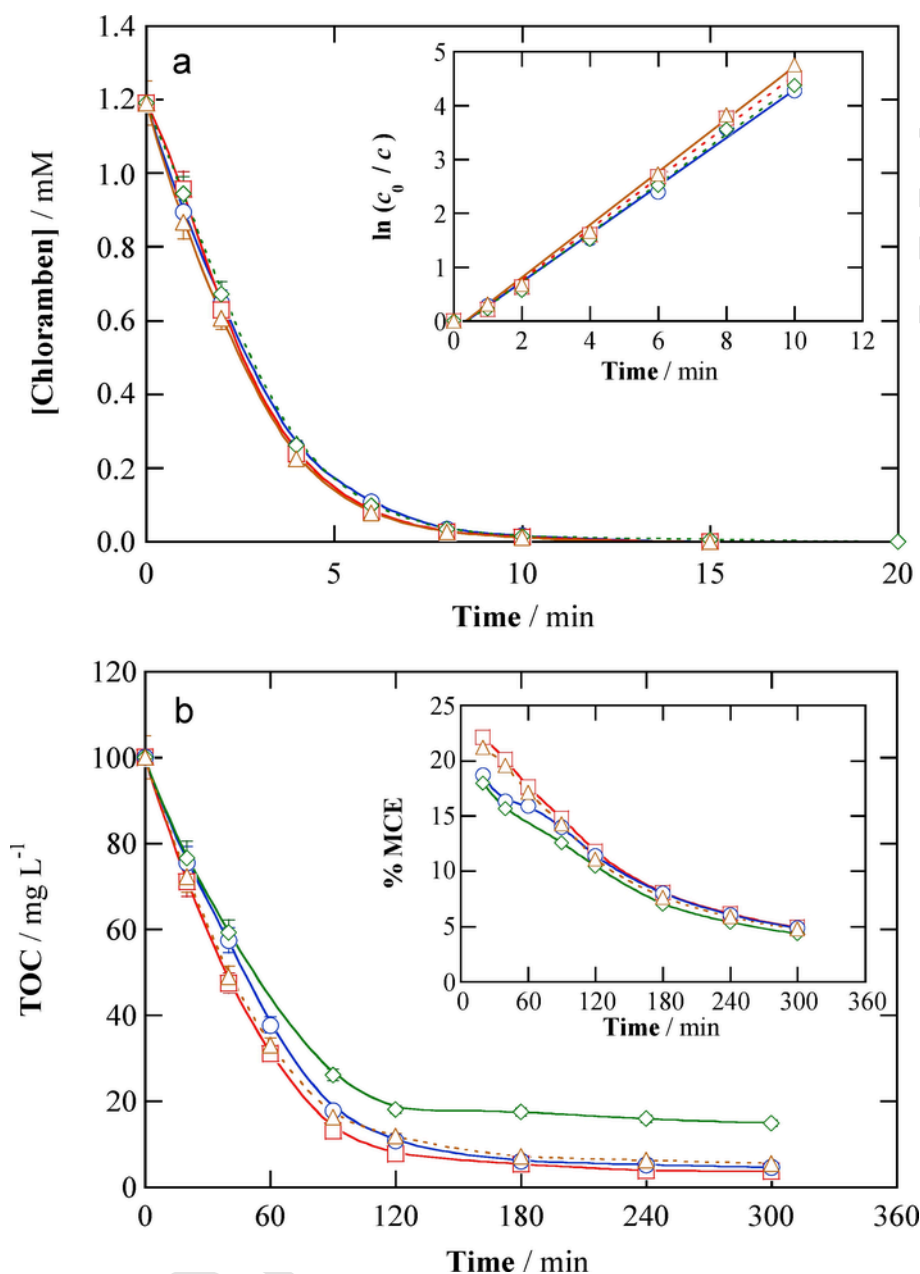 a
[Chloramben] / mM
1.4
1.2
1.0
0.8
0.6
0.4
0.2
0.0
0 5 10 15 20
Time / min
ln (c0 / c)
5
4
3
2
1
0
0 2 4 6 8 10 12
Time / min
b
TOC / mg L-1
120
100
80
60
40
20
0
0 60 120 180 240 300 360
Time / min
% MCE
25
20
15
10
5
0
0 60 120 180 240 300 360
Time / min